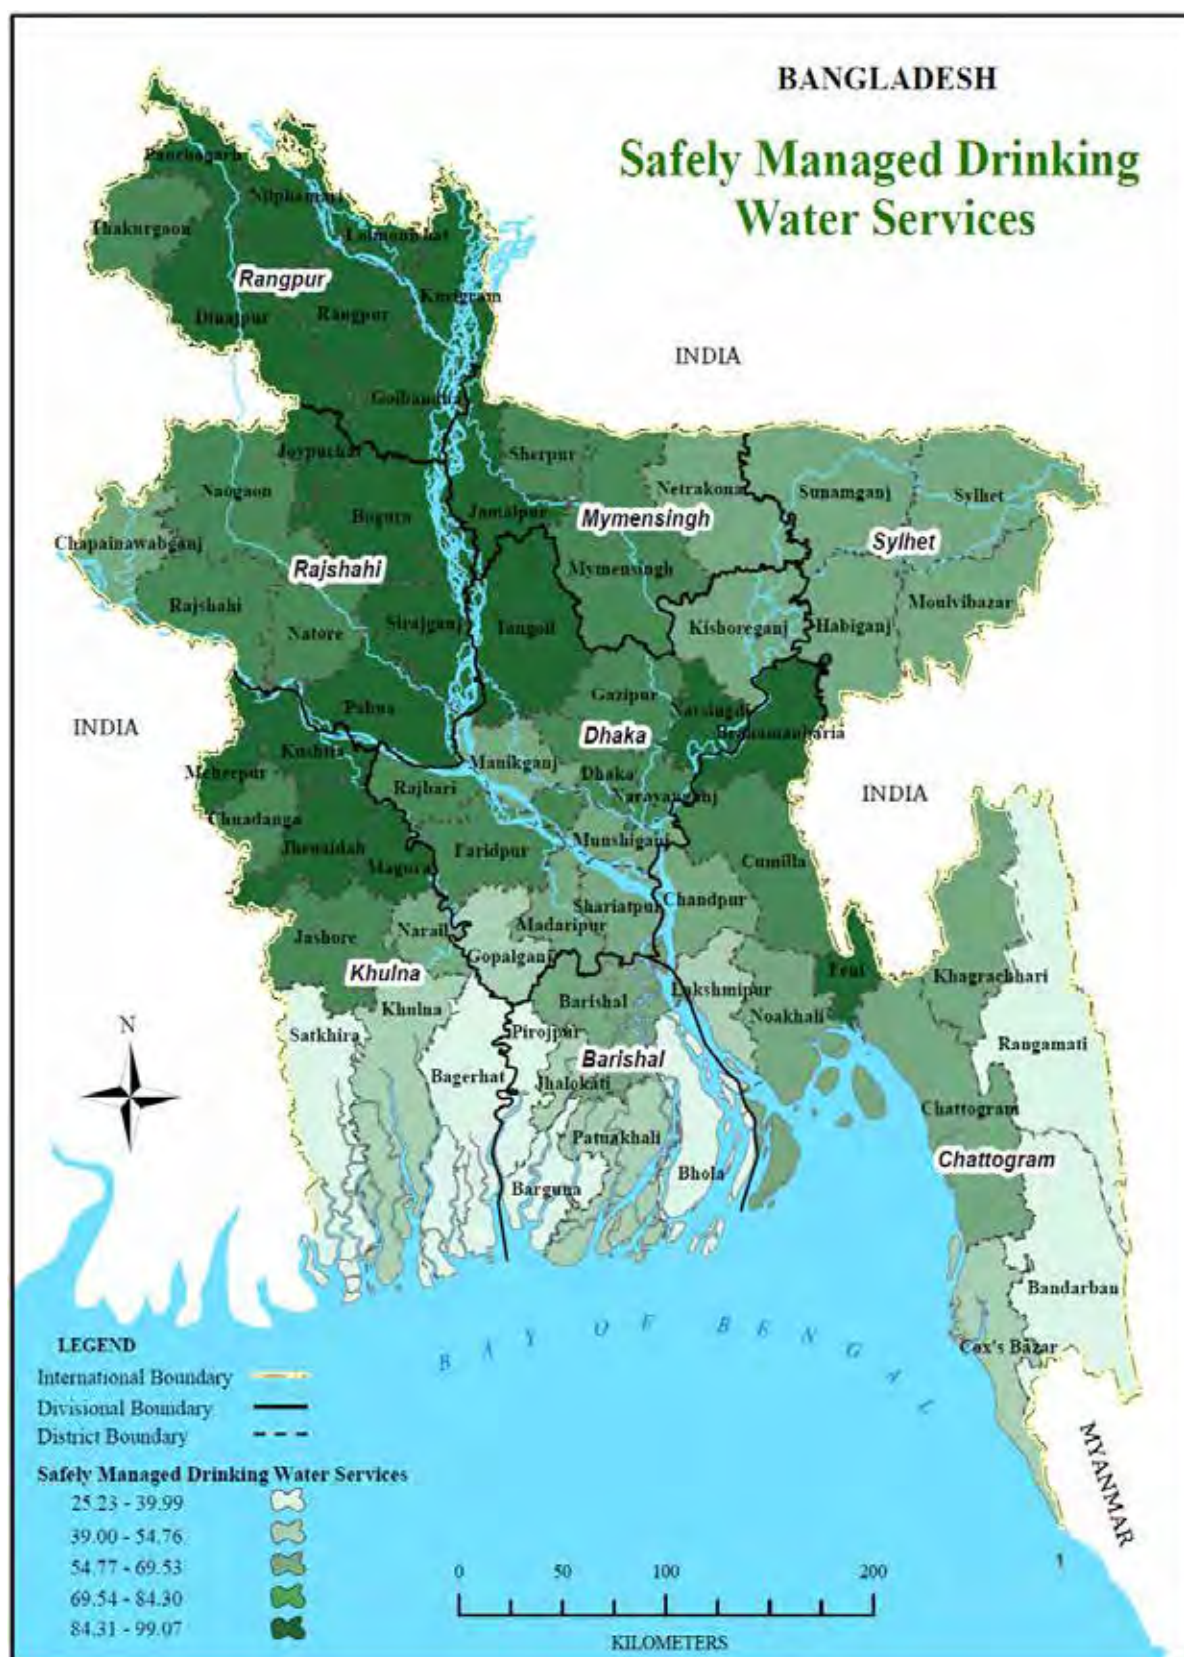 BANGLADESH
Safely Managed Drinking
Water Services
Panchagarh
Nilphamari
Thakurgaon
Lalmonirhat
Rangpur
Kurigram
Dinajpur
Rangpur
INDIA
Gaibandha
Joypurhat
Sherpur
Naogaon
Netrakona
Sunamganj
Sylhet
Bogura
Jamalpur
Mymensingh
Chapainawabganj
Sylhet
Rajshahi
Mymensingh
Rajshahi
Moulvibazar
Natore
Sirajganj
Tangail
Kishoreganj
Habiganj
Gazipur
Pabna
Narsingdi
INDIA
Dhaka
Brahamanbaria
Kushtia
Manikganj
Meherpur
Dhaka
Rajbari
Narayanganj
INDIA
Chuadanga
Munshiganj
Jhenaidah
Faridpur
Cumilla
Magura
Shariatpur
Chandpur
Madaripur
Narail
Jashore
Gopalganj
Khulna
Feni
Khagrachhari
Lakshmipur
Barishal
Khulna
Noakhali
N
Satkhira
Pirojpur
Rangamati
Barishal
Bagerhat
Jhalokati
Chattogram
Patuakhali
Chattogram
Bhola
Barguna
Bandarban
BAY OF BENGAL
Cox's Bazar
MYANMAR
LEGEND
International Boundary
Divisional Boundary
District Boundary
Safely Managed Drinking Water Services
25.23 - 39.99
39.00 - 54.76
54.77 - 69.53
69.54 - 84.30
84.31 - 99.07
1
0 50 100 200
KILOMETERS